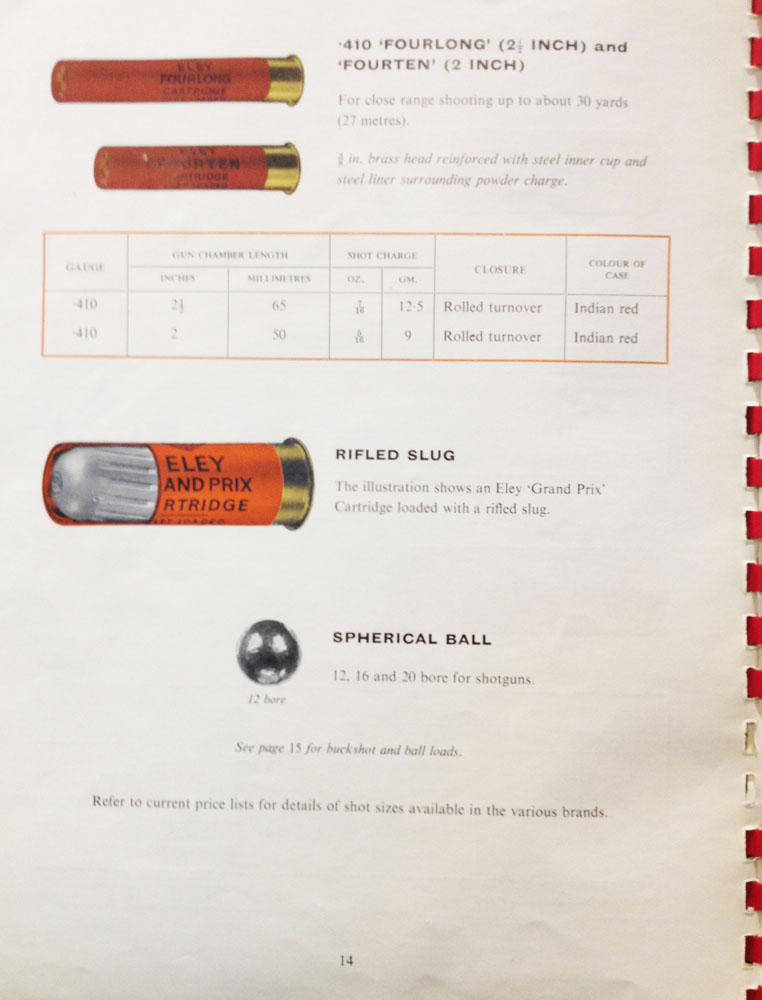 ·410 ‘FOURLONG’ (2½ INCH) and
‘FOURTEN’ (2 INCH)
ELEY
FOURLONG
CARTRIDGE
For close range shooting up to about 30 yards
(27 metres).
ELEY
FOURTEN
in. brass head reinforced with steel inner cup and
steel liner surrounding powder charge.
GAUGE
GUN CHAMBER LENGTH
SHOT CHARGE
CLOSURE
COLOUR OF
CASE
INCHES
MILLIMETRES
OZ.
GM.
·410 2½ 65 7/16 12·5 Rolled turnover Indian red
·410 2 50 5/16 9 Rolled turnover Indian red
RIFLED SLUG
ELEY
AND PRIX
RTRIDGE
The illustration shows an Eley ‘Grand Prix’
Cartridge loaded with a rifled slug.
SPHERICAL BALL
12, 16 and 20 bore for shotguns.
12 bore
See page 15 for buckshot and ball loads.
Refer to current price lists for details of shot sizes available in the various brands.
14